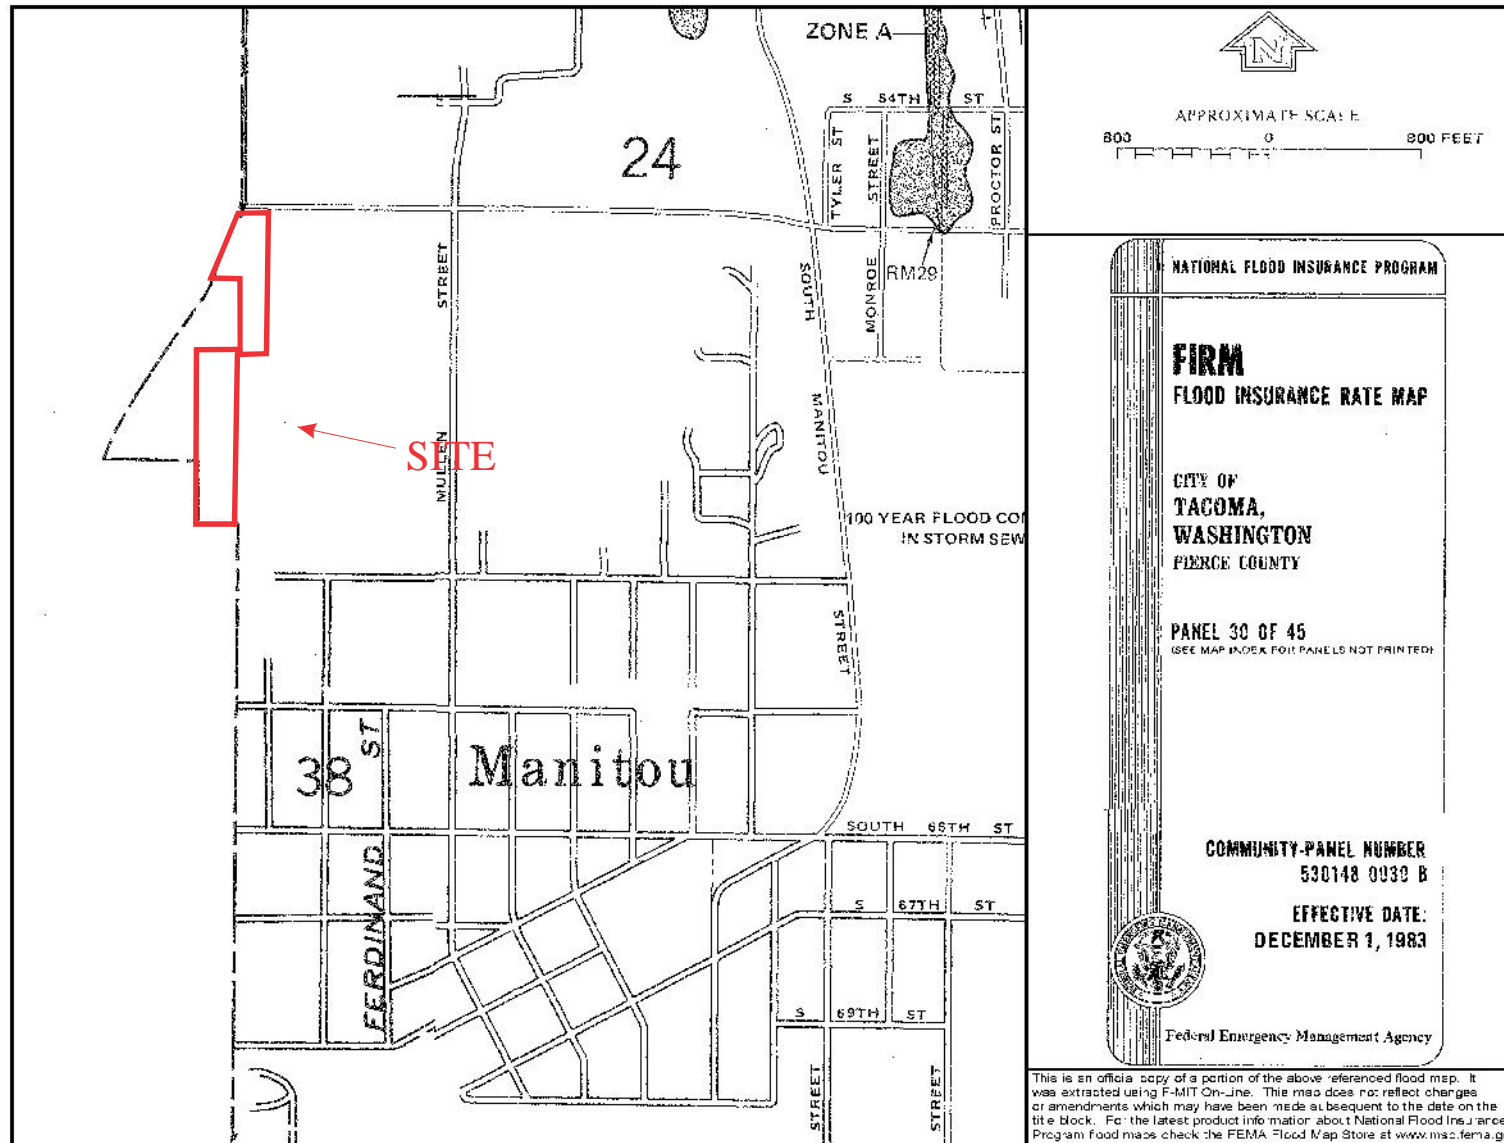 ZONE A
S 54TH ST
24
TYLER ST
MONROE STREET
PROCTOR ST
RM29
STREET
MULLEN
SOUTH
MANITOU
STREET
SITE
100 YEAR FLOOD CO
IN STORM SEW
38
ST
FERDINAND
Manitou
SOUTH 66TH ST
S 67TH ST
S 69TH ST
STREET
STREET
N
APPROXIMATE SCALE
800 0 800 FEET
NATIONAL FLOOD INSURANCE PROGRAM
FIRM
FLOOD INSURANCE RATE MAP
CITY OF
TACOMA,
WASHINGTON
PIERCE COUNTY
PANEL 30 OF 45
(SEE MAP INDEX FOR PANELS NOT PRINTED)
COMMUNITY-PANEL NUMBER
530148 0030 B
EFFECTIVE DATE:
DECEMBER 1, 1983
Federal Emergency Management Agency
This is an official copy of a portion of the above referenced flood map. It
was extracted using F-MIT On-Line. This map does not reflect changes
or amendments which may have been made subsequent to the date on the
title block. For the latest product information about National Flood Insurance
Program flood maps check the FEMA Flood Map Store at www.msc.fema.g